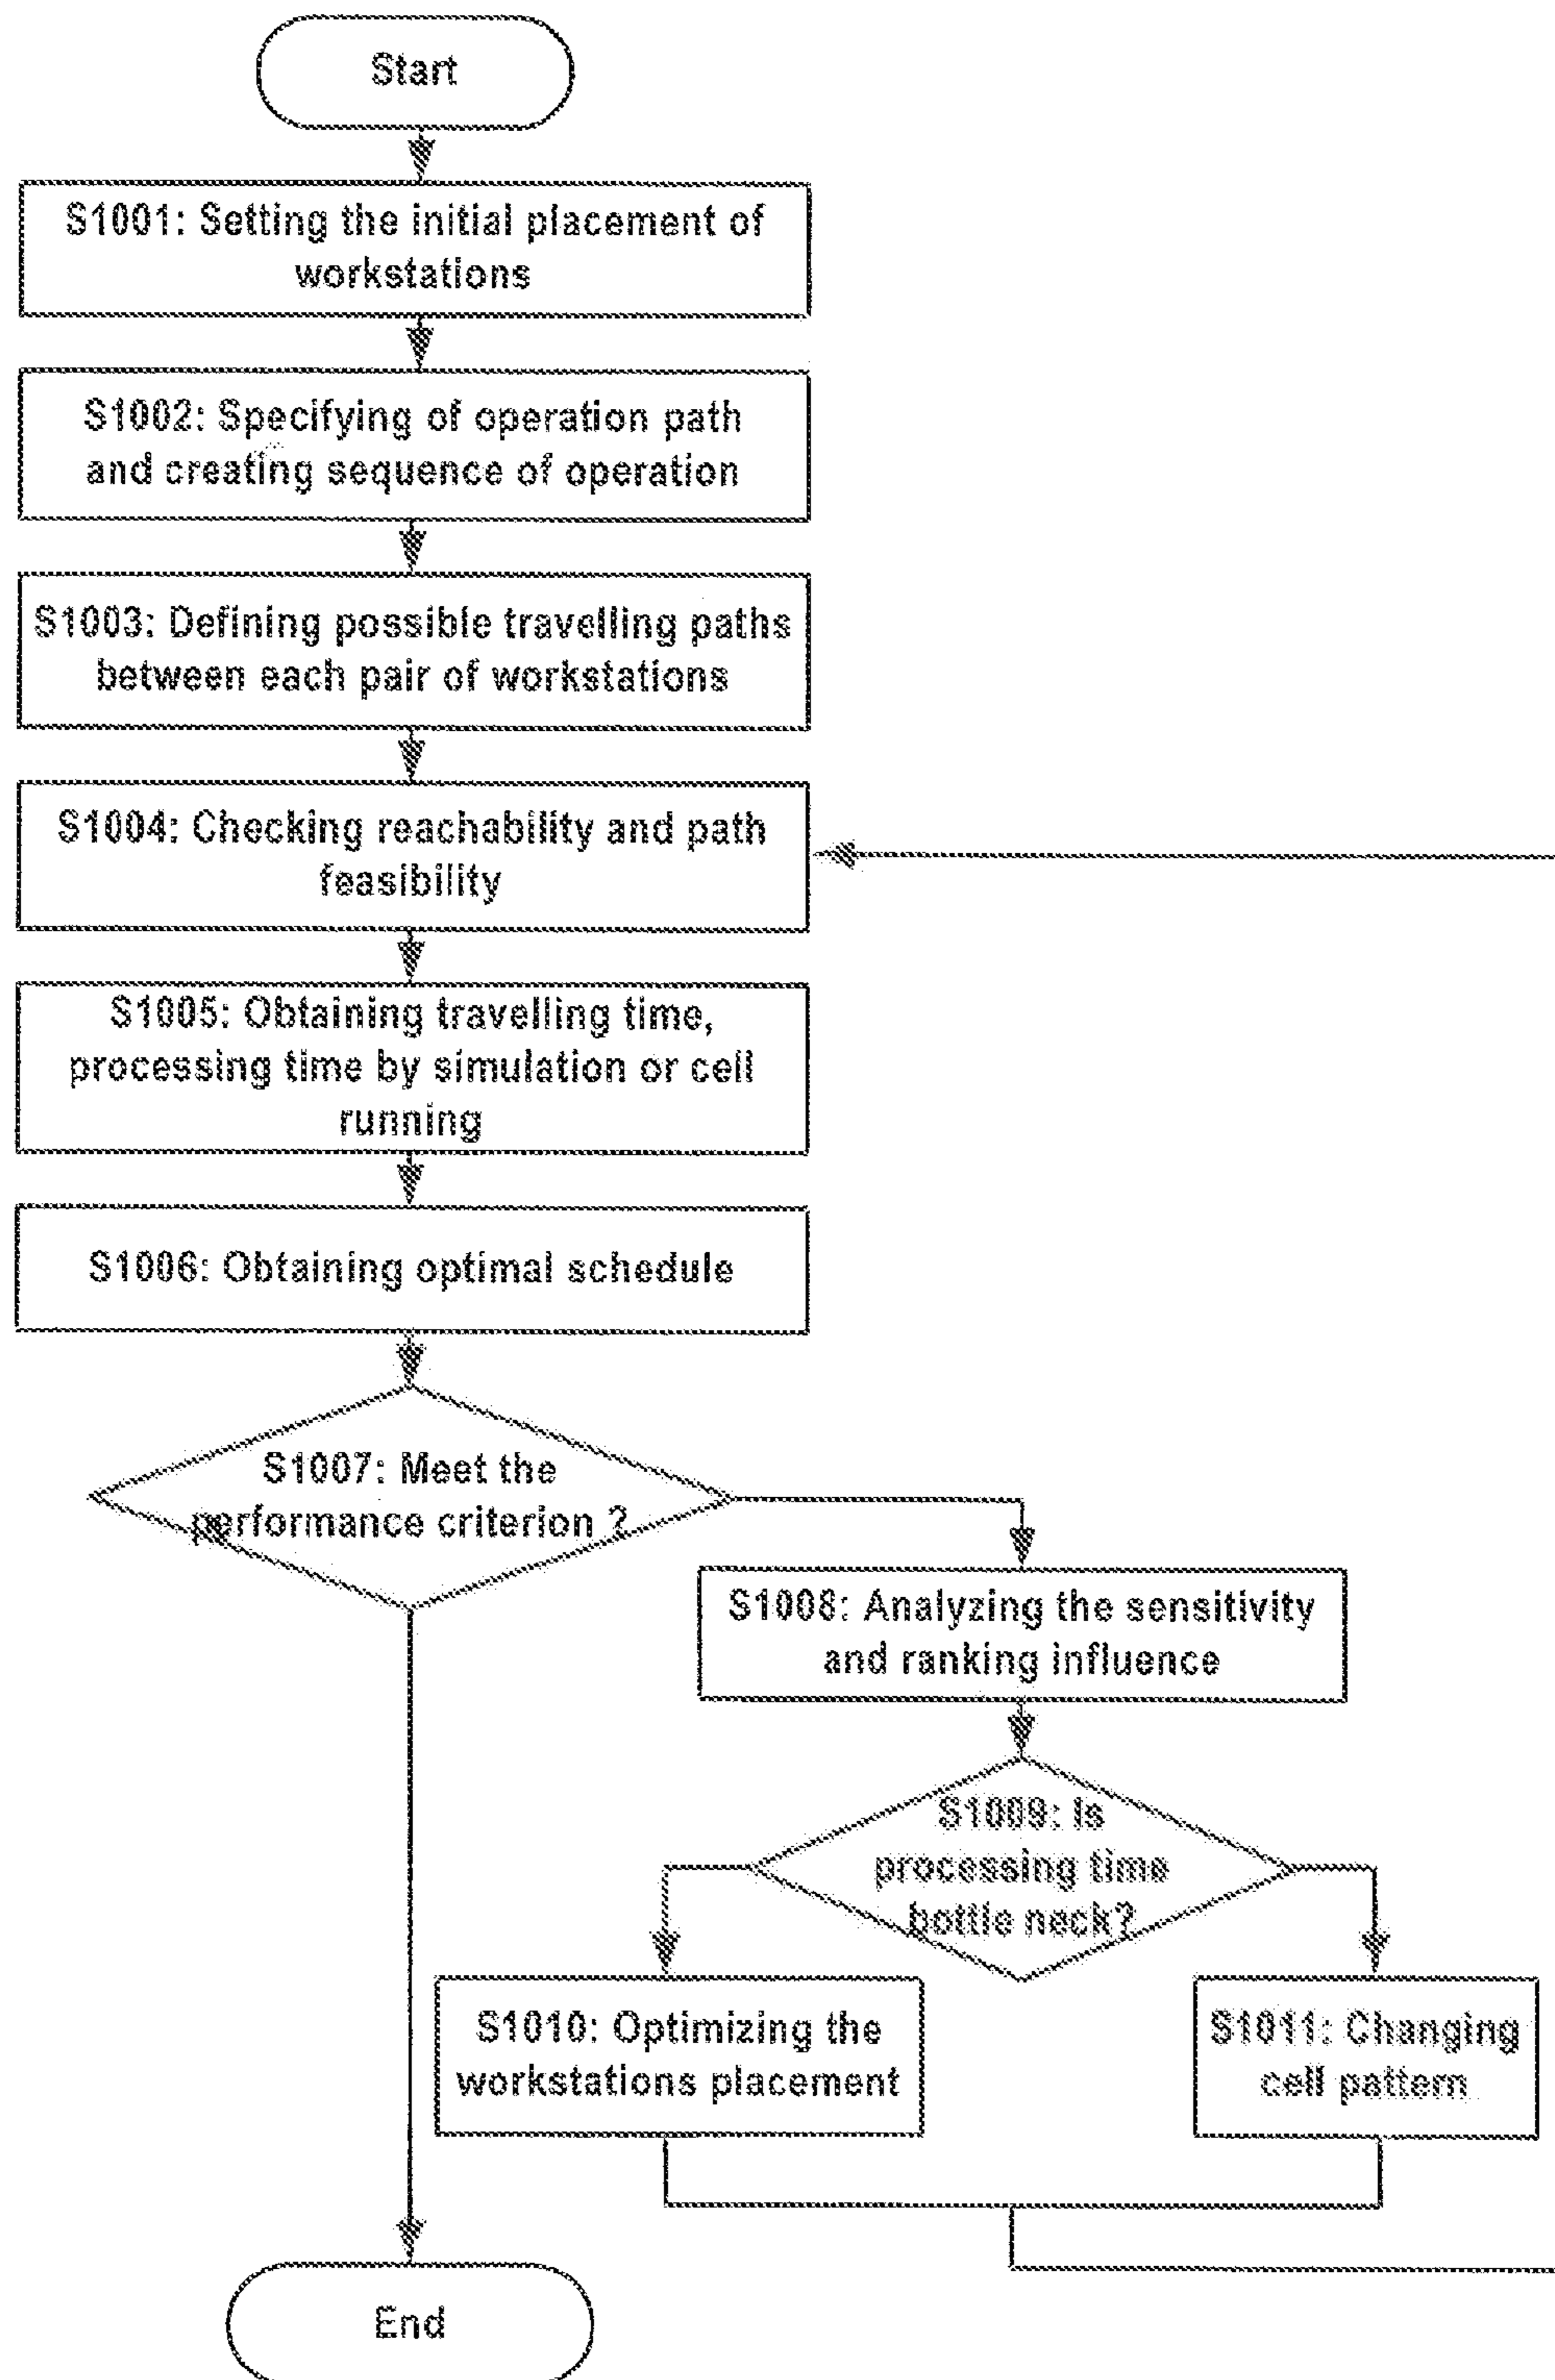 Start
S1001: Setting the initial placement of
workstations
S1002: Specifying of operation path
and creating sequence of operation
S1003: Defining possible travelling paths
between each pair of workstations
S1004: Checking reachability and path
feasibility
S1005: Obtaining travelling time,
processing time by simulation or cell
running
S1006: Obtaining optimal schedule
S1007: Meet the
performance criterion ?
S1008: Analyzing the sensitivity
and ranking influence
S1009: Is
processing time
bottle neck?
S1010: Optimizing the
workstations placement
S1011: Changing
cell pattern
End